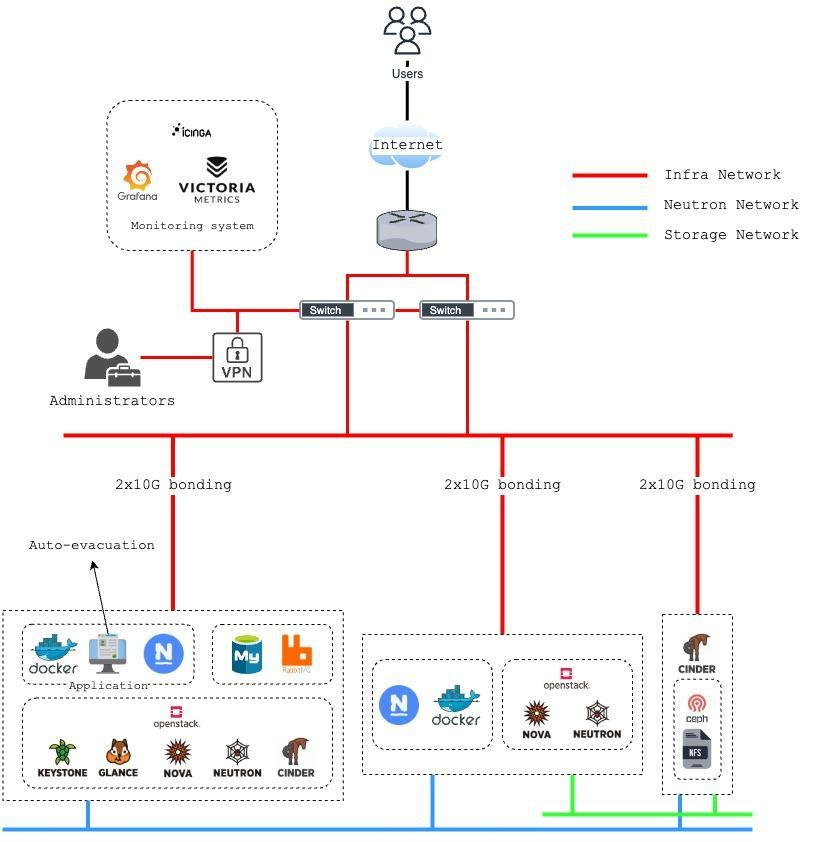 Users
Internet
iCINGA
Grafana
VICTORIA
METRICS
Monitoring system
Infra Network
Neutron Network
Storage Network
Switch
Switch
VPN
Administrators
2x10G bonding
2x10G bonding
2x10G bonding
Auto-evacuation
docker
N
Application
My
RabbitMQ
openstack.
KEYSTONE
GLANCE
NOVA
NEUTRON
CINDER
N
docker
openstack.
NOVA
NEUTRON
CINDER
ceph
NFS